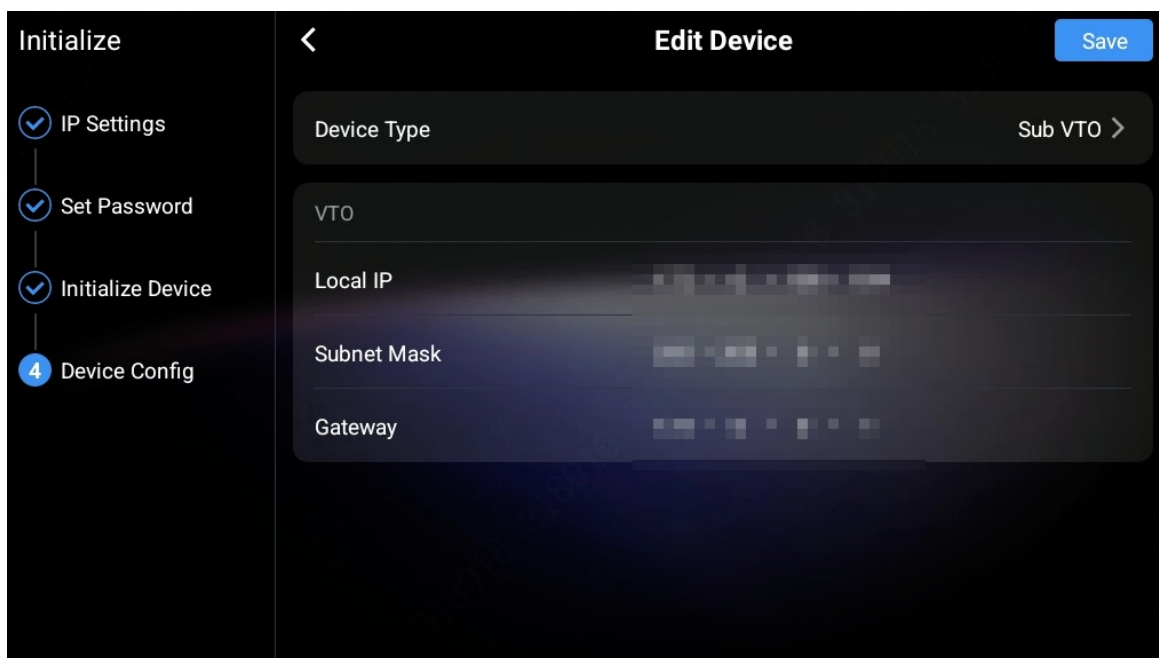 Initialize
Edit Device
Save
IP Settings
Set Password
Initialize Device
4 Device Config
Device Type
Sub VTO
VTO
Local IP
Subnet Mask
Gateway